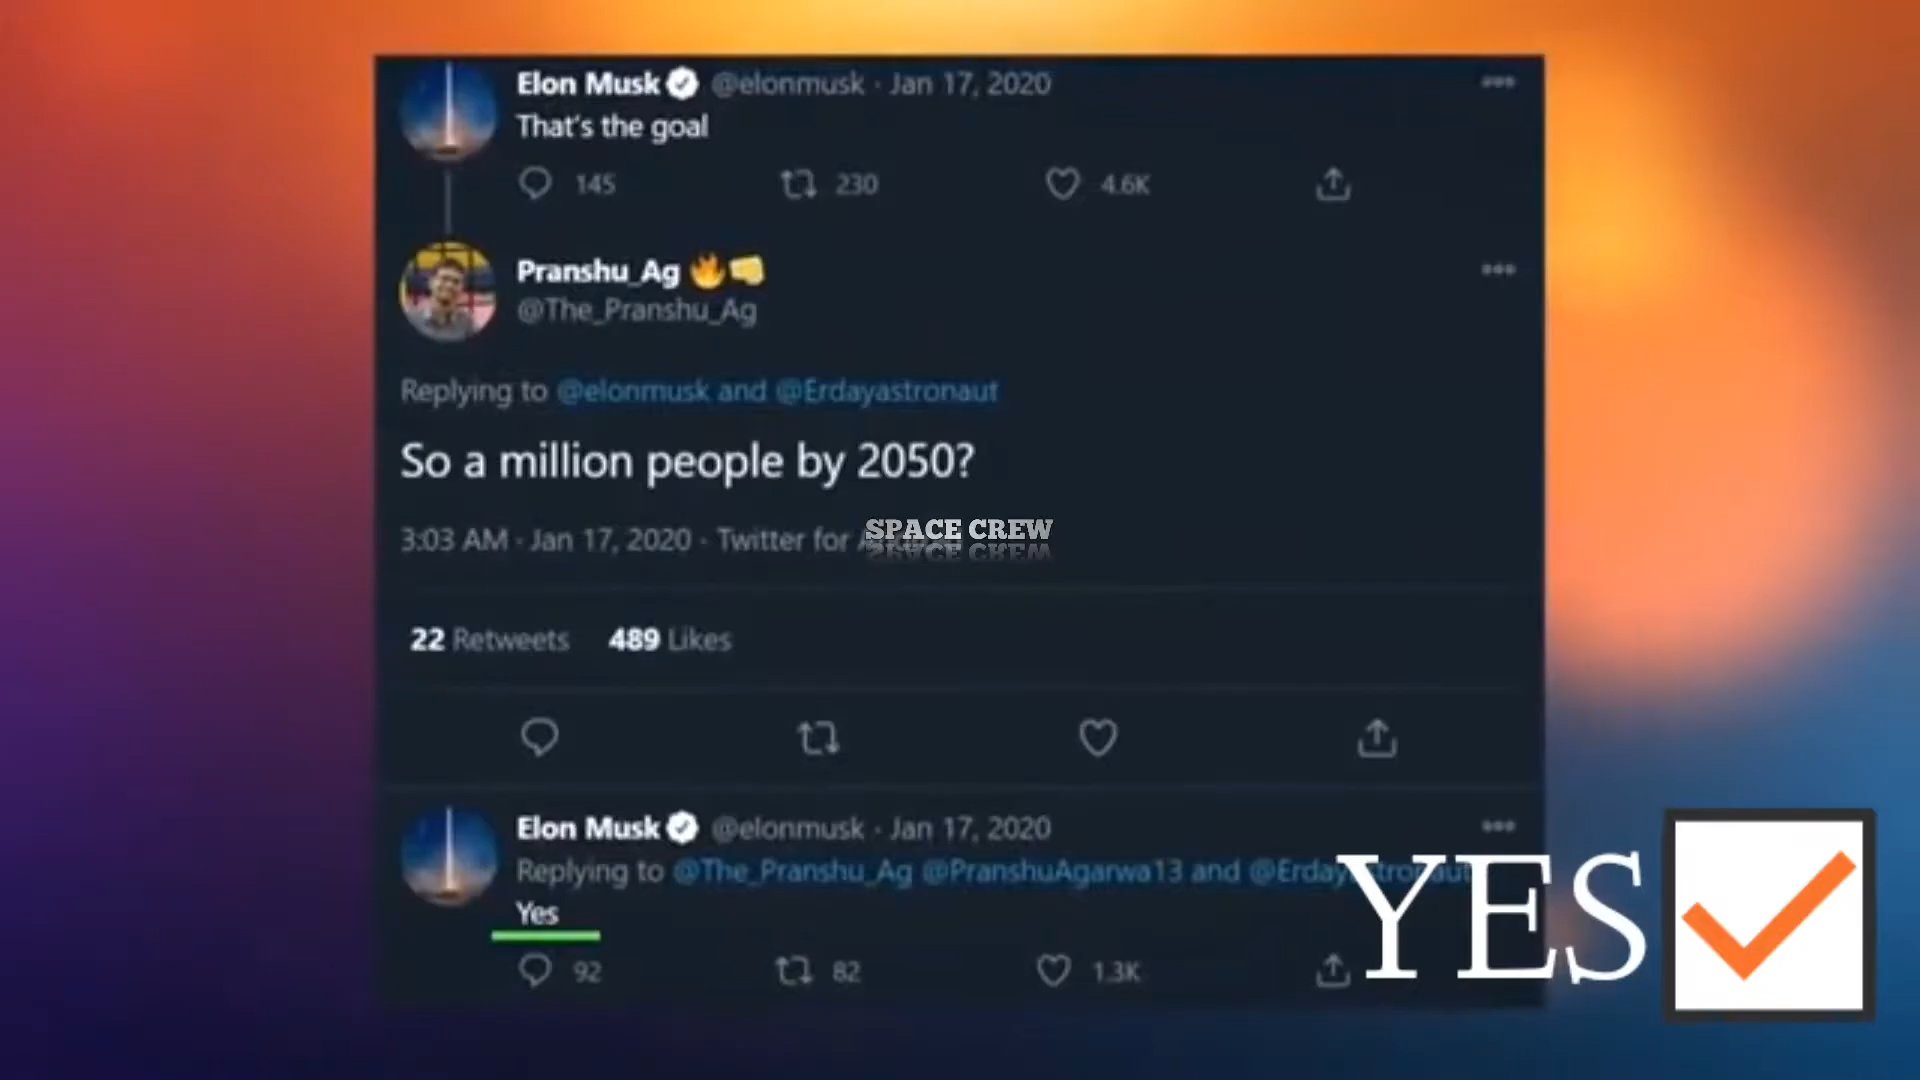 Elon Musk @elonmusk · Jan 17, 2020
That's the goal
145 230 4.6K
Pranshu_Ag 🔥👊
@The_Pranshu_Ag
Replying to @elonmusk and @Erdayastronaut
So a million people by 2050?
3:03 AM · Jan 17, 2020 · Twitter for
SPACE CREW
22 Retweets 489 Likes
Elon Musk @elonmusk · Jan 17, 2020
Replying to @The_Pranshu_Ag @PranshuAgarwa13 and
Yes
92 82 1.3K
YES